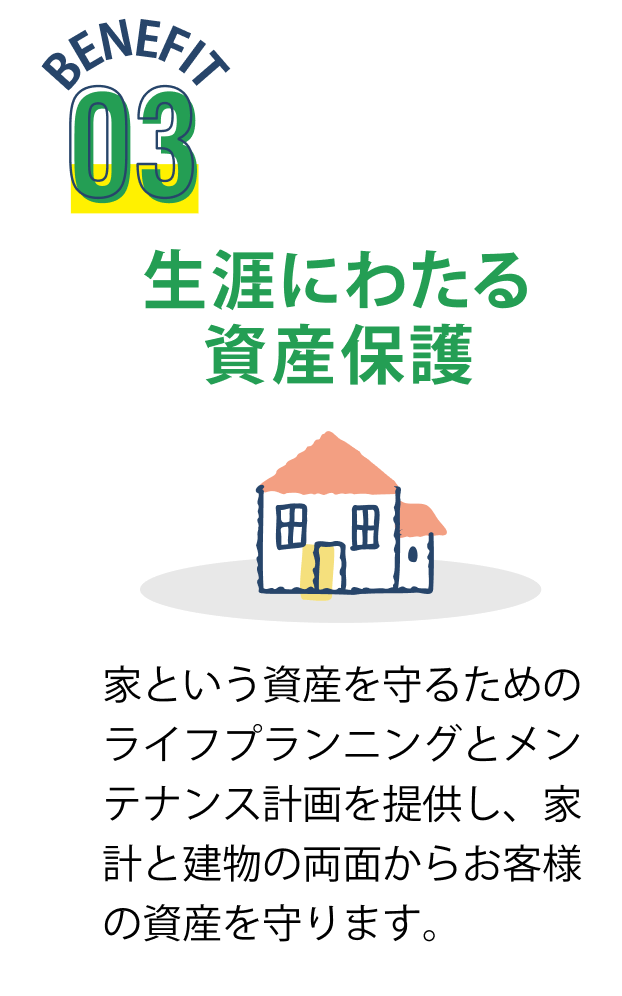 BENEFIT
03
生涯にわたる
資産保護
家という資産を守るための
ライフプランニングとメン
テナンス計画を提供し、家
計と建物の両面からお客様
の資産を守ります。